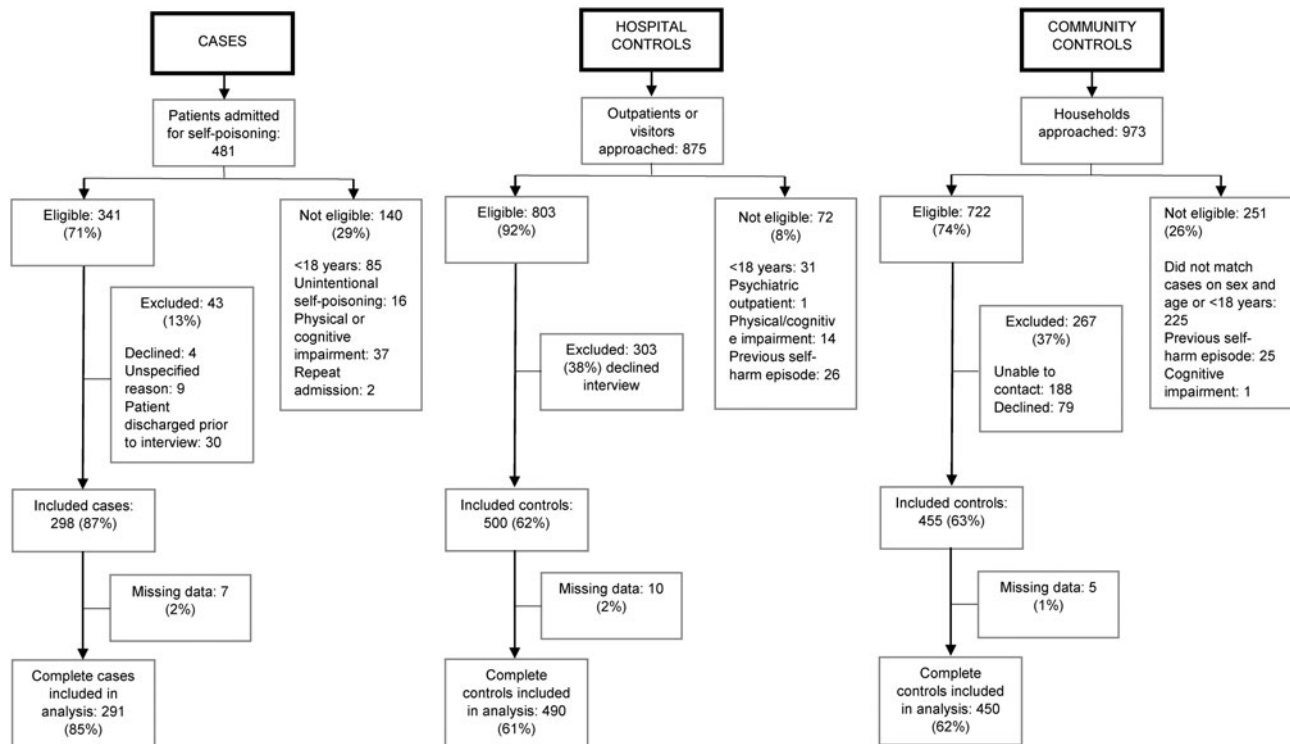 CASES
Patients admitted
for self-poisoning:
481
Eligible: 341
(71%)
Not eligible: 140
(29%)
<18 years: 85
Unintentional
self-poisoning: 16
Physical or
cognitive
impairment: 37
Repeat
admission: 2
Excluded: 43
(13%)
Declined: 4
Unspecified
reason: 9
Patient
discharged prior
to interview: 30
Included cases:
298 (87%)
Missing data: 7
(2%)
Complete cases
included in
analysis: 291
(85%)
HOSPITAL
CONTROLS
Outpatients or
visitors
approached: 875
Eligible: 803
(92%)
Not eligible: 72
(8%)
<18 years: 31
Psychiatric
outpatient: 1
Physical/cognitiv
e impairment: 14
Previous self-
harm episode: 26
Excluded: 303
(38%) declined
interview
Included controls:
500 (62%)
Missing data: 10
(2%)
Complete
controls included
in analysis: 490
(61%)
COMMUNITY
CONTROLS
Households
approached: 973
Eligible: 722
(74%)
Not eligible: 251
(26%)
Did not match
cases on sex and
age or <18 years:
225
Previous self-
harm episode: 25
Cognitive
impairment: 1
Excluded: 267
(37%)
Unable to
contact: 188
Declined: 79
Included controls:
455 (63%)
Missing data: 5
(1%)
Complete
controls included
in analysis: 450
(62%)